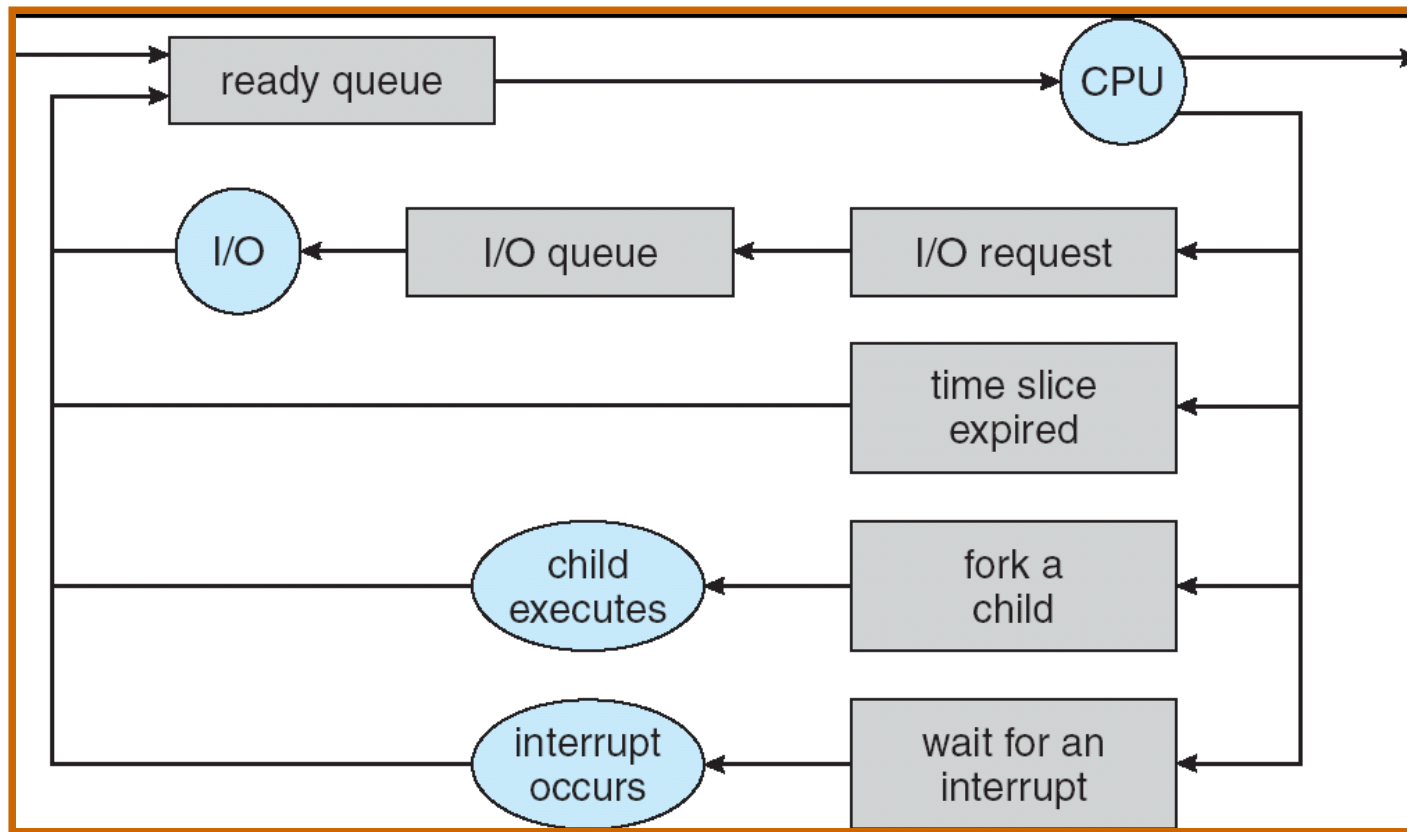 ready queue
CPU
I/O
I/O queue
I/O request
time slice
expired
child
executes
fork a
child
interrupt
occurs
wait for an
interrupt